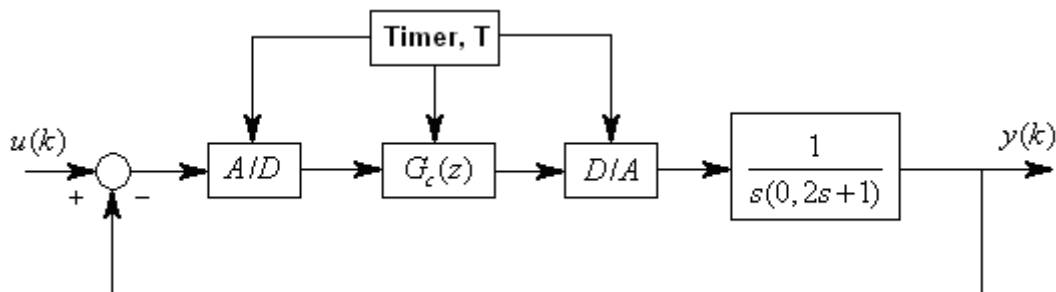 Timer, T
u(k)
y(k)
+
−
A/D
G_c(z)
D/A
1
s(0,2s+1)